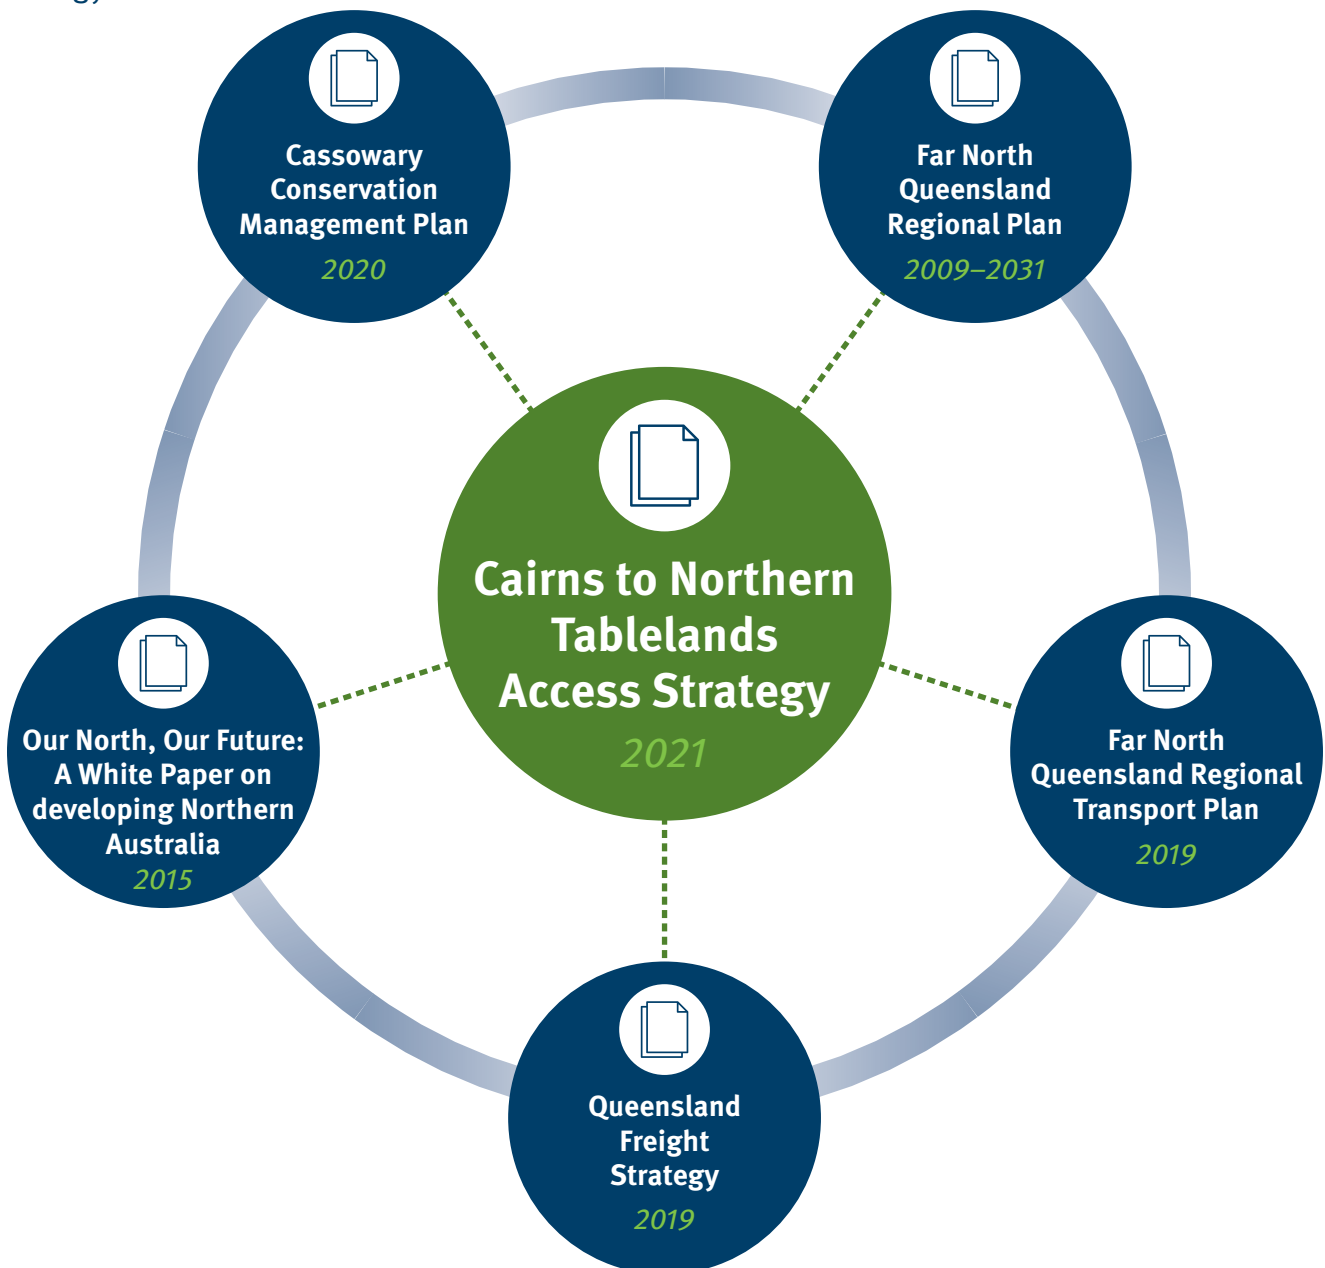 Cassowary
Conservation
Management Plan
2020
Far North
Queensland
Regional Plan
2009–2031
Cairns to Northern
Tablelands
Access Strategy
2021
Our North, Our Future:
A White Paper on
developing Northern
Australia
2015
Far North
Queensland Regional
Transport Plan
2019
Queensland
Freight
Strategy
2019